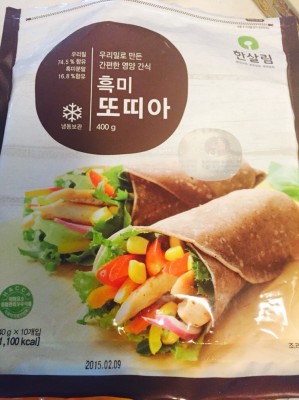 우리밀
74.5 % 함유
흑미분말
16.8 %함유
우리밀로 만든
간편한 영양 간식
흑미
또띠아
400 g
냉동보관
한살림
40 g × 10개입
1,100 kcal]
2015.02.09
조리